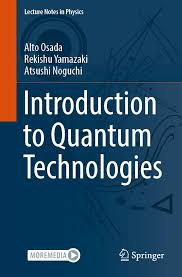 Lecture Notes in Physics
Alto Osada
Rekishu Yamazaki
Atsushi Noguchi
Introduction
to Quantum
Technologies
MOREMEDIA
Springer